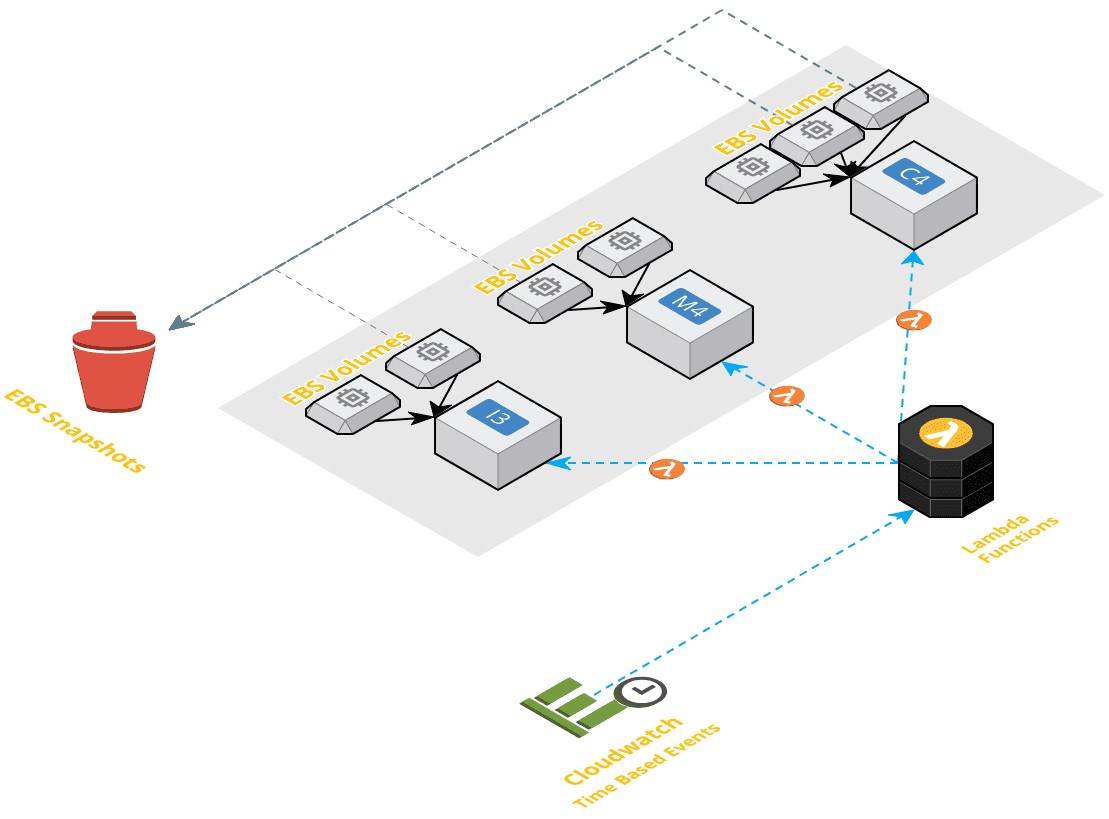 EBS Volumes
C4
EBS Volumes
M4
EBS Volumes
I3
EBS Snapshots
Lambda
Functions
Cloudwatch
Time Based Events